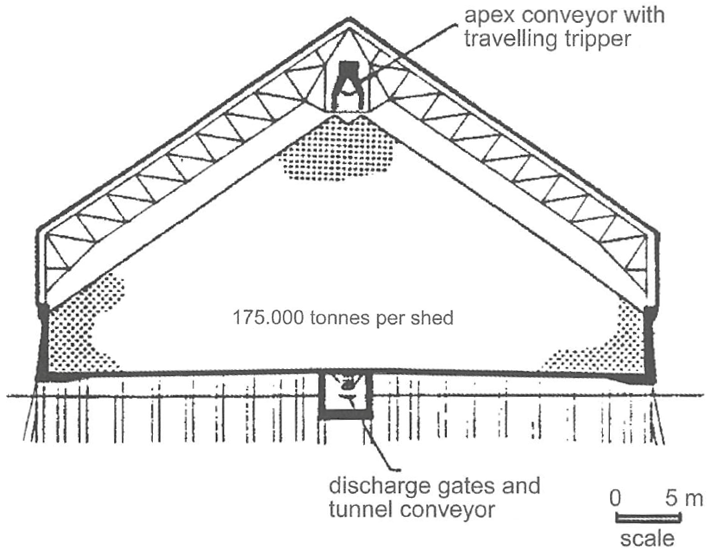 apex conveyor with
travelling tripper
175.000 tonnes per shed
discharge gates and
tunnel conveyor
0 5 m
scale